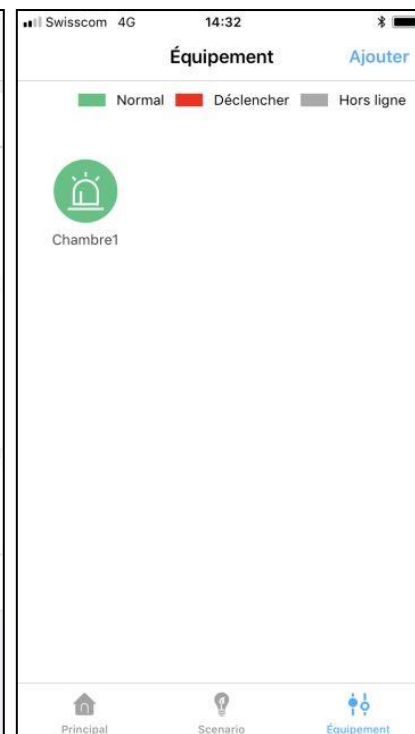 Swisscom 4G 14:32
Équipement Ajouter
Normal Déclencher Hors ligne
Chambre1
Principal Scenario Équipement